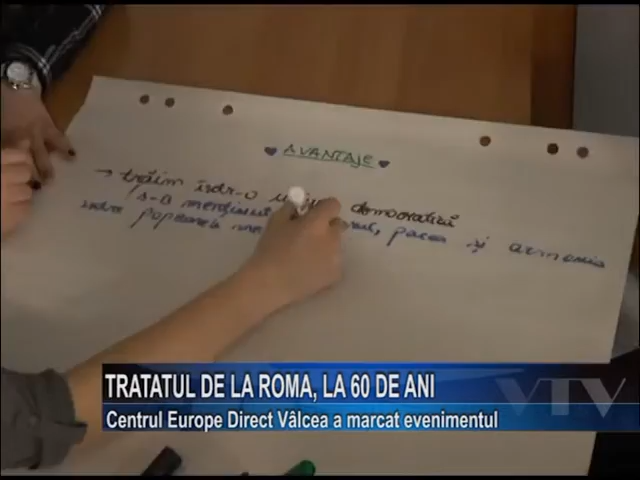 AVANTAJE
→ trăim într-o democratică
s-a menținut pacea și armonia
între popoarele
TRATATUL DE LA ROMA, LA 60 DE ANI
VTV
Centrul Europe Direct Vâlcea a marcat evenimentul